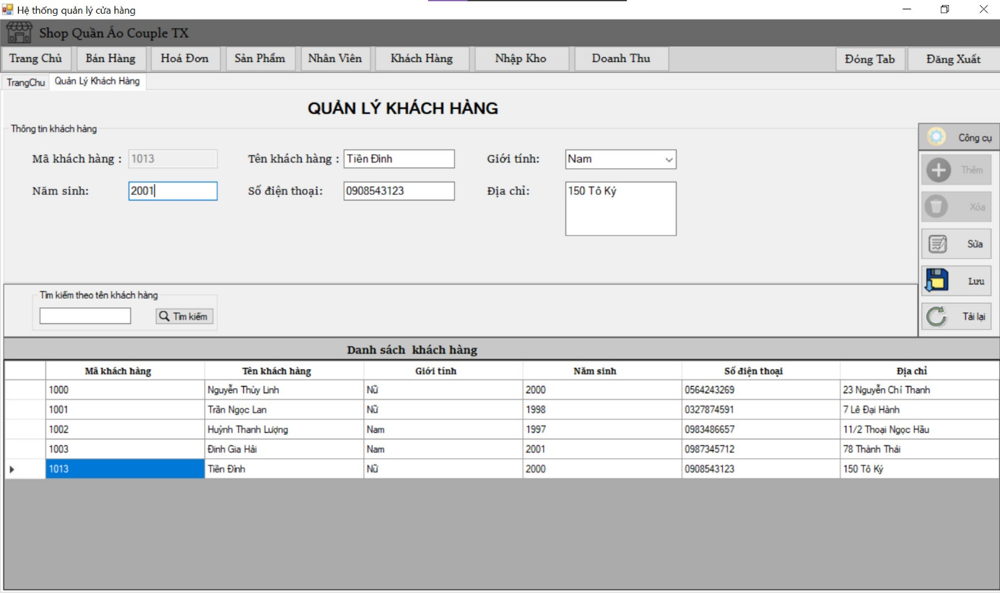 Hệ thống quản lý cửa hàng
Shop Quần Áo Couple TX
Trang Chủ Bán Hàng Hoá Đơn Sản Phẩm Nhân Viên Khách Hàng Nhập Kho Doanh Thu Đóng Tab Đăng Xuất
TrangChu Quản Lý Khách Hàng
QUẢN LÝ KHÁCH HÀNG
Thông tin khách hàng
Công cụ
Mã khách hàng : 1013 Tên khách hàng : Tiên Đinh Giới tính: Nam
Thêm
Năm sinh: 2001 Số điện thoại: 0908543123 Địa chỉ: 150 Tô Ký
Xóa
Sửa
Lưu
Tìm kiếm theo tên khách hàng
Tìm kiếm
Tải lại
Danh sách khách hàng
Mã khách hàng Tên khách hàng Giới tính Năm sinh Số điện thoại Địa chỉ
1000 Nguyễn Thùy Linh Nữ 2000 0564243269 23 Nguyễn Chí Thanh
1001 Trần Ngọc Lan Nữ 1998 0327874591 7 Lê Đại Hành
1002 Huỳnh Thanh Lượng Nam 1997 0983486657 11/2 Thoại Ngọc Hầu
1003 Đinh Gia Hải Nam 2001 0987345712 78 Thành Thái
1013 Tiên Đinh Nữ 2000 0908543123 150 Tô Ký